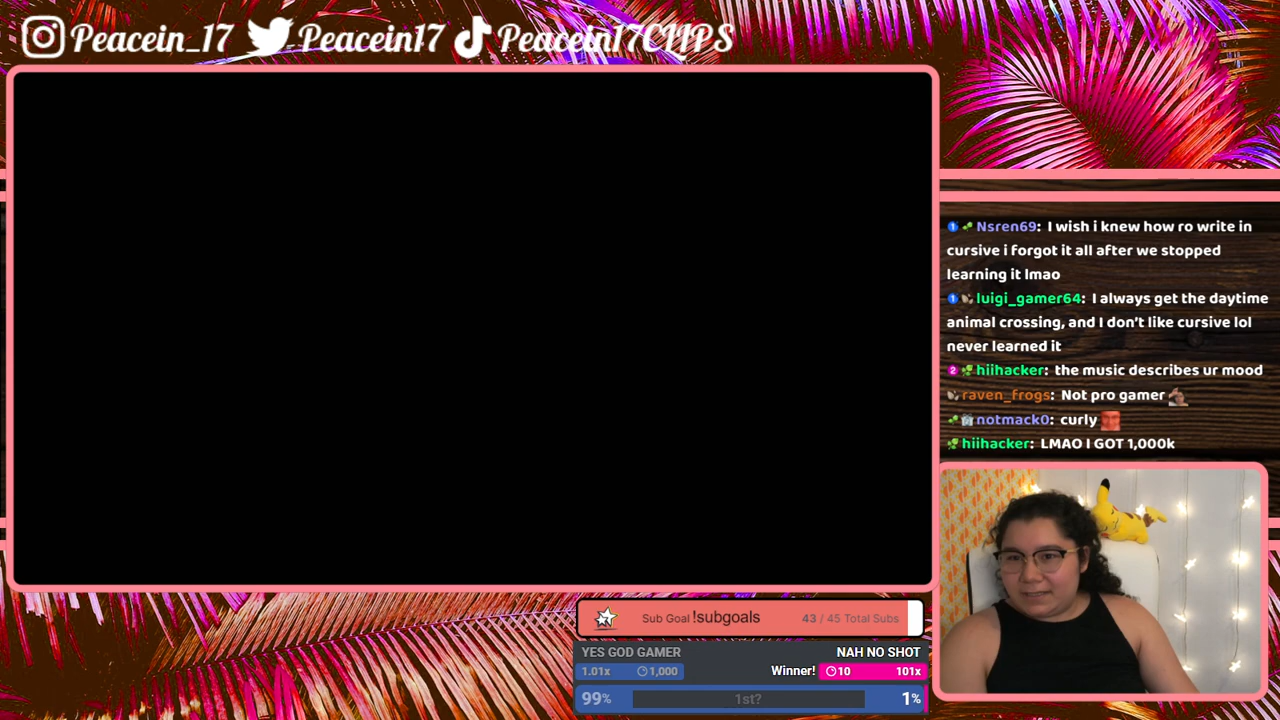 Peacein_17 Peacein17 Peacein17CLIPS
Nsren69: I wish i knew how ro write in
cursive i forgot it all after we stopped
learning it lmao
luigi_gamer64: I always get the daytime
animal crossing, and I don't like cursive lol
never learned it
hiihacker: the music describes ur mood
raven_frogs: Not pro gamer
notmack0: curly
hiihacker: LMAO I GOT 1,000k
Sub Goal !subgoals 43 / 45 Total Subs
YES GOD GAMER NAH NO SHOT
1.01x 1,000 Winner! 10 101x
99% 1st? 1%